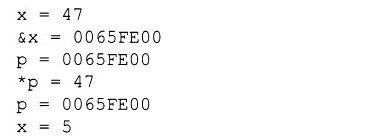 x = 47
&x = 0065FE00
p = 0065FE00
*p = 47
p = 0065FE00
x = 5